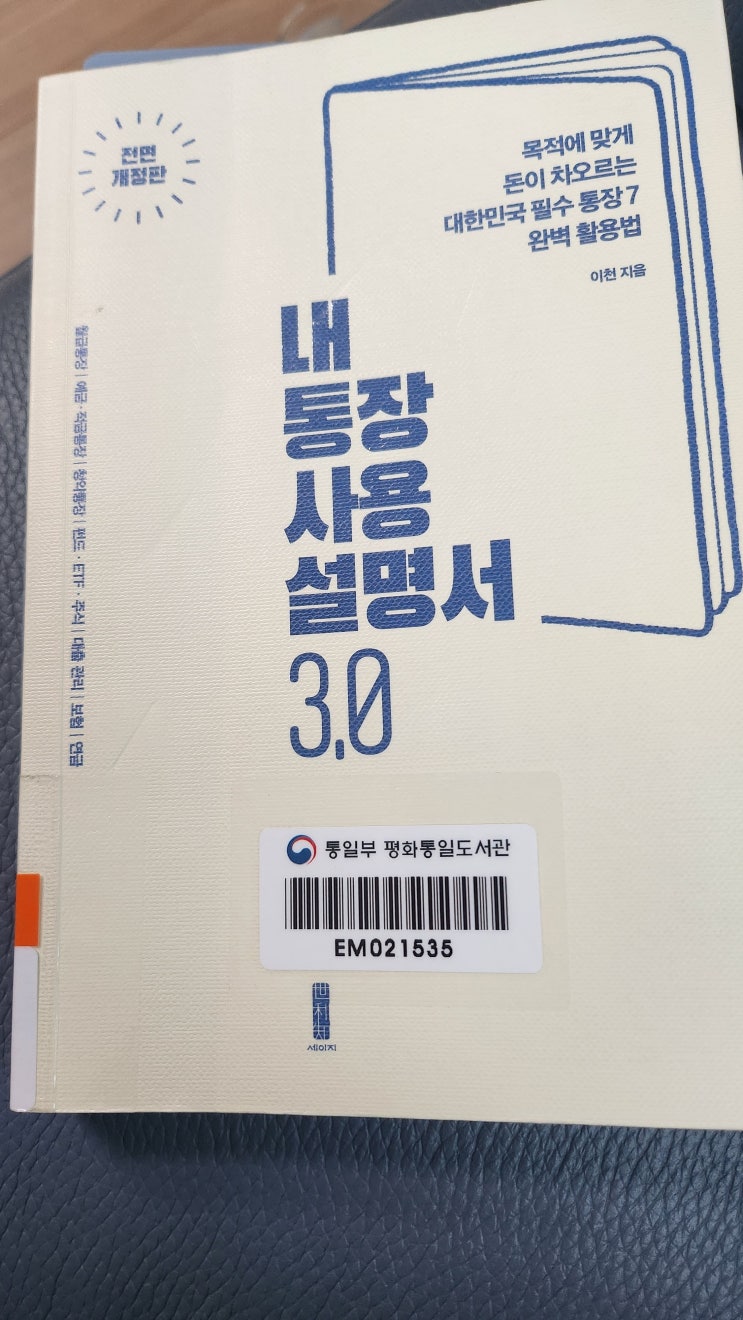 전면
개정판
목적에 맞게
돈이 차오르는
대한민국 필수 통장 7
완벽 활용법
이천 지음
월급통장 | 예금·적금통장 | 청약통장 | 펀드·ETF·주식 | 대출 관리 | 보험 | 연금
내
통장
사용
설명서
3.0
통일부 평화통일도서관
EM021535
世利知
세이지